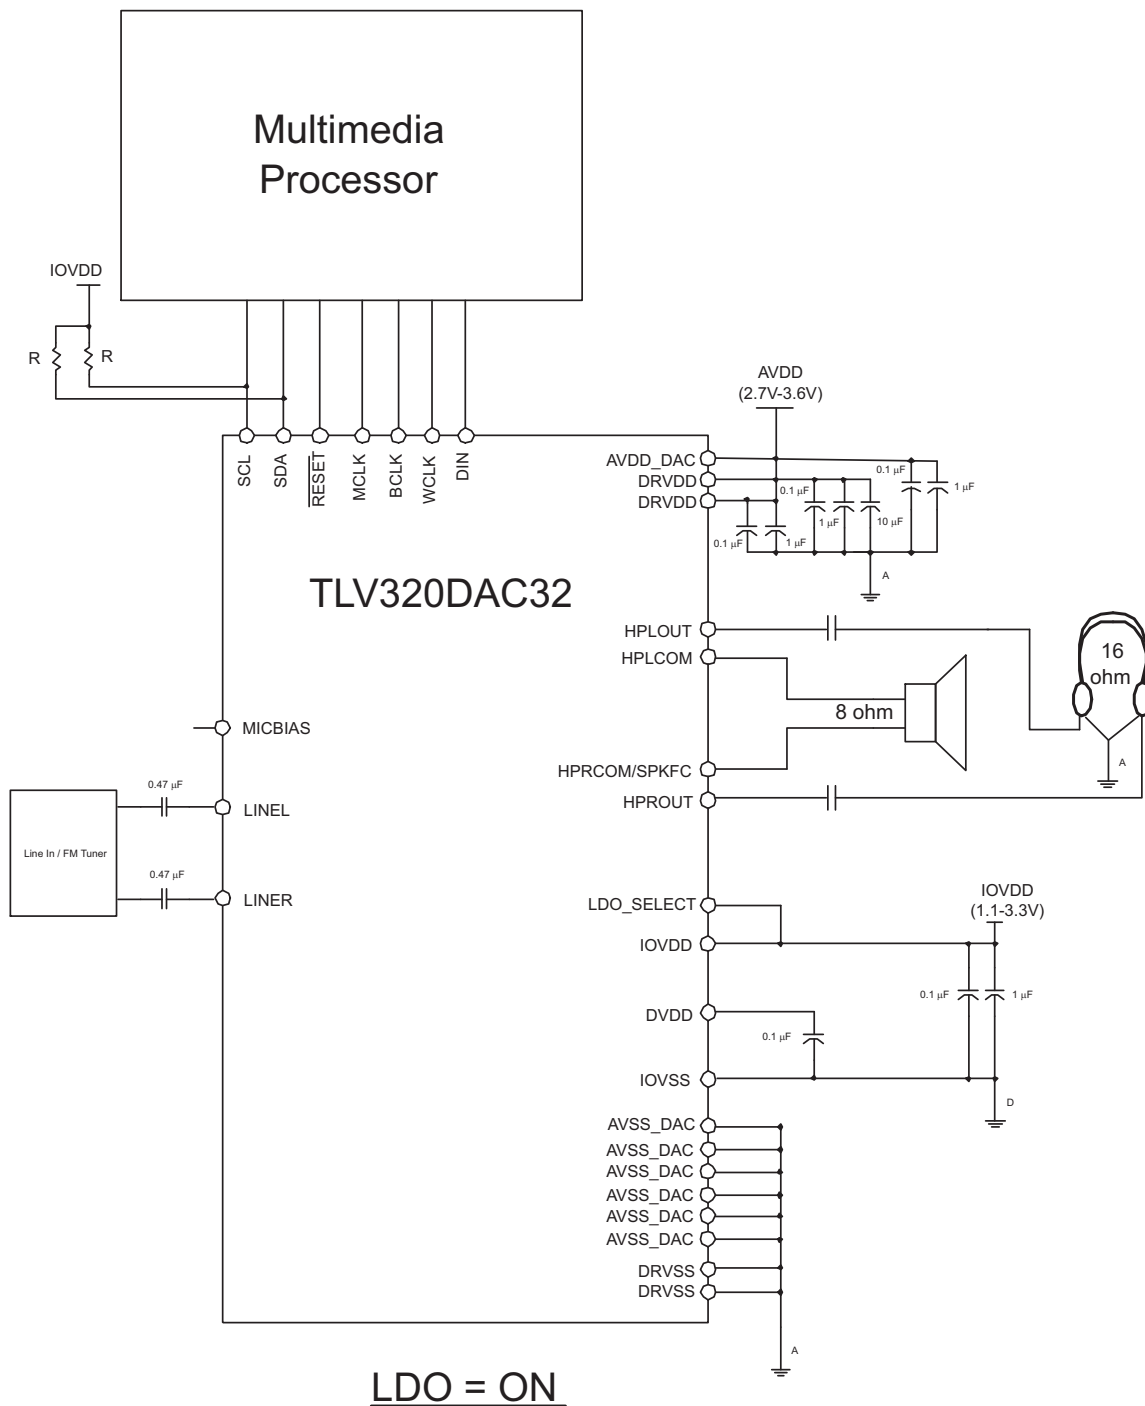 Multimedia
Processor
IOVDD
R
R
SCL
SDA
RESET
MCLK
BCLK
WCLK
DIN
AVDD
(2.7V-3.6V)
AVDD_DAC
DRVDD
DRVDD
0.1 µF
1 µF
0.1 µF
1 µF
10 µF
0.1 µF
1 µF
A
TLV320DAC32
HPLOUT
HPLCOM
16
ohm
8 ohm
A
MICBIAS
HPRCOM/SPKFC
HPROUT
0.47 µF
LINEL
Line In / FM Tuner
0.47 µF
LINER
LDO_SELECT
IOVDD
(1.1-3.3V)
IOVDD
0.1 µF
1 µF
DVDD
0.1 µF
IOVSS
D
AVSS_DAC
AVSS_DAC
AVSS_DAC
AVSS_DAC
AVSS_DAC
AVSS_DAC
DRVSS
DRVSS
A
LDO = ON